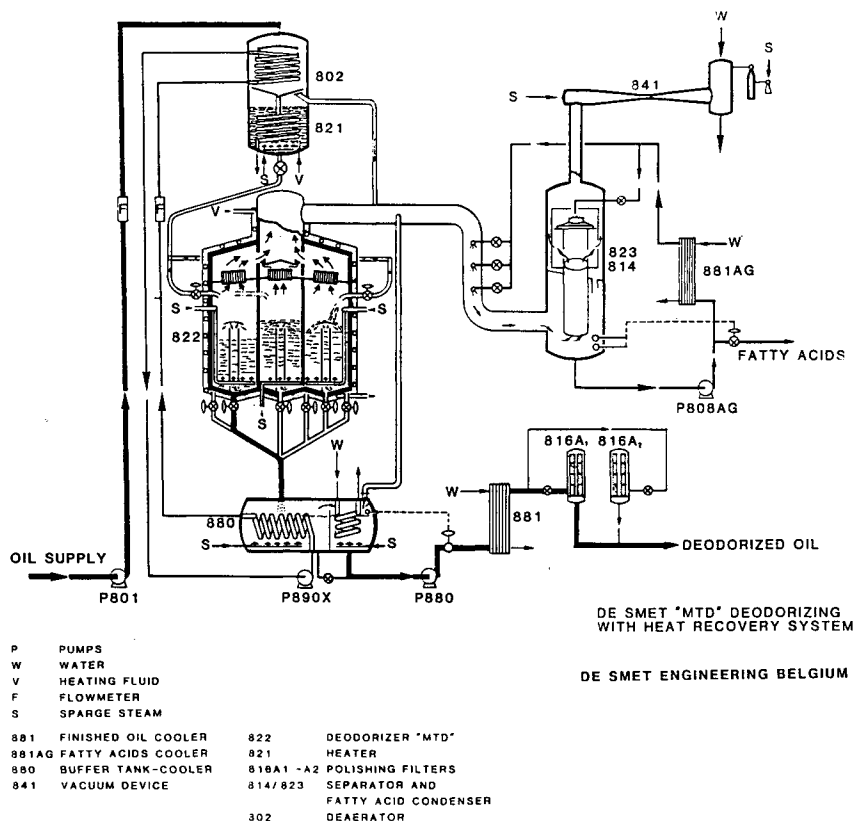 W
S
841
S
802
821
S
V
V
F
F
823
814
W
881AG
S
S
822
FATTY ACIDS
P808AG
S
W
816A1
816A2
W
880
881
S
S
OIL SUPPLY
DEODORIZED OIL
P801
P890X
P880
DE SMET "MTD" DEODORIZING
WITH HEAT RECOVERY SYSTEM
DE SMET ENGINEERING BELGIUM
P PUMPS
W WATER
V HEATING FLUID
F FLOWMETER
S SPARGE STEAM
881 FINISHED OIL COOLER
881AG FATTY ACIDS COOLER
880 BUFFER TANK-COOLER
841 VACUUM DEVICE
822 DEODORIZER "MTD"
821 HEATER
816A1 -A2 POLISHING FILTERS
814/823 SEPARATOR AND
FATTY ACID CONDENSER
802 DEAERATOR